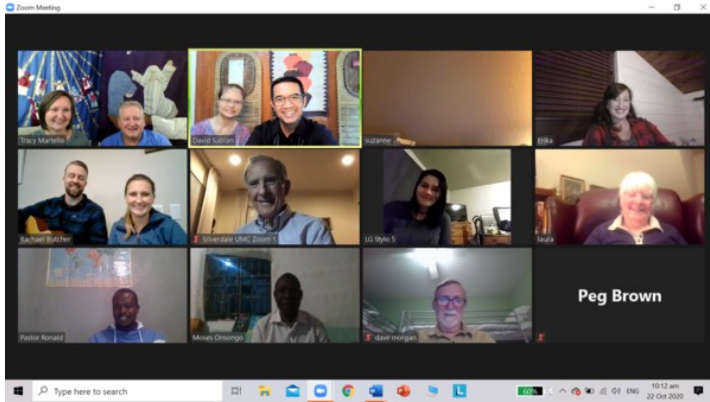 Zoom Meeting
Tracy Martello
David Sablan
suzanne
Erika
Rachael Butcher
Silverdale UMC Zoom 1
LG Stylo 5
laura
Pastor Ronald
Moses Onsongo
dave morgan
Peg Brown
Type here to search
60%
ENG
10:12 am
22 Oct 2020